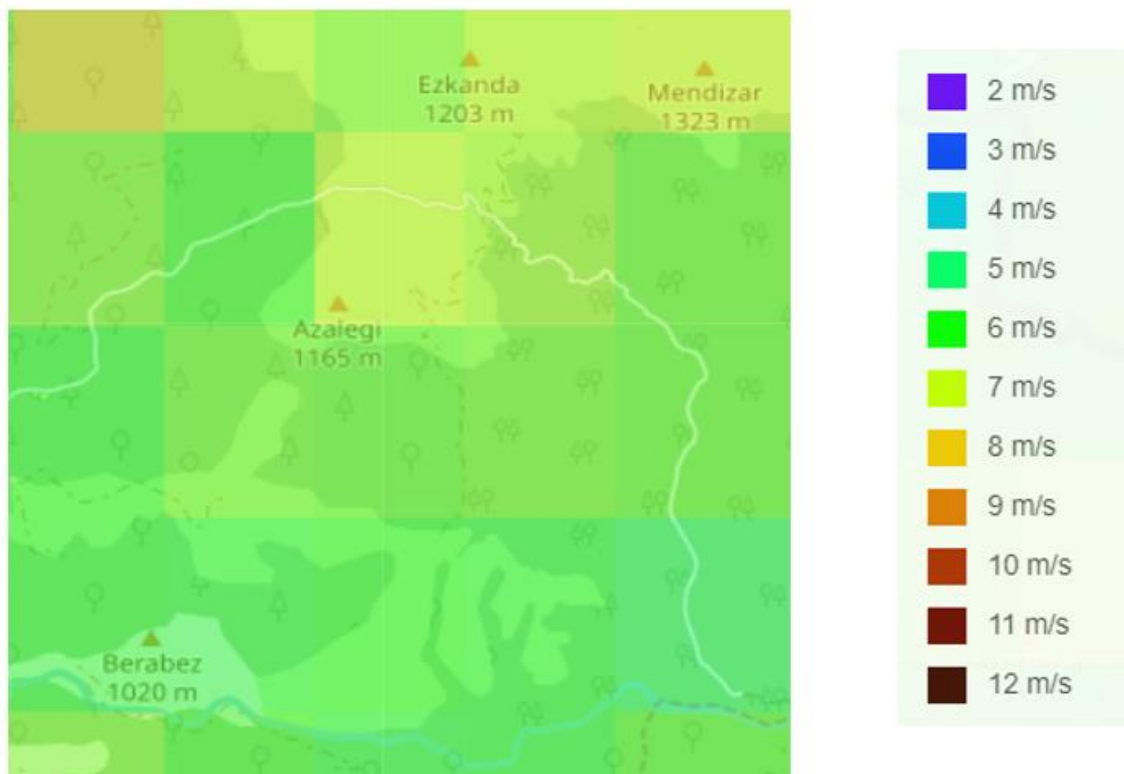 Ezkanda
1203 m
Mendizar
1323 m
Azalegi
1165 m
Berabez
1020 m
2 m/s
3 m/s
4 m/s
5 m/s
6 m/s
7 m/s
8 m/s
9 m/s
10 m/s
11 m/s
12 m/s